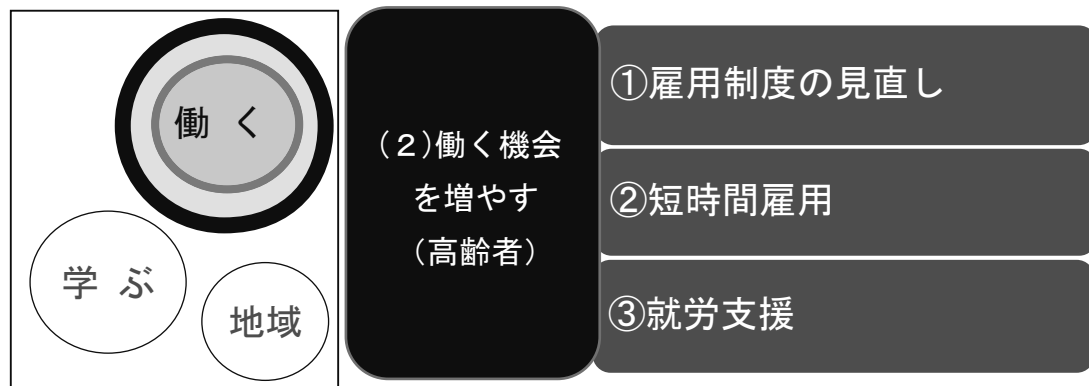 働 く
学 ぶ
地域
(２)働く機会
を増やす
(高齢者)
①雇用制度の見直し
②短時間雇用
③就労支援